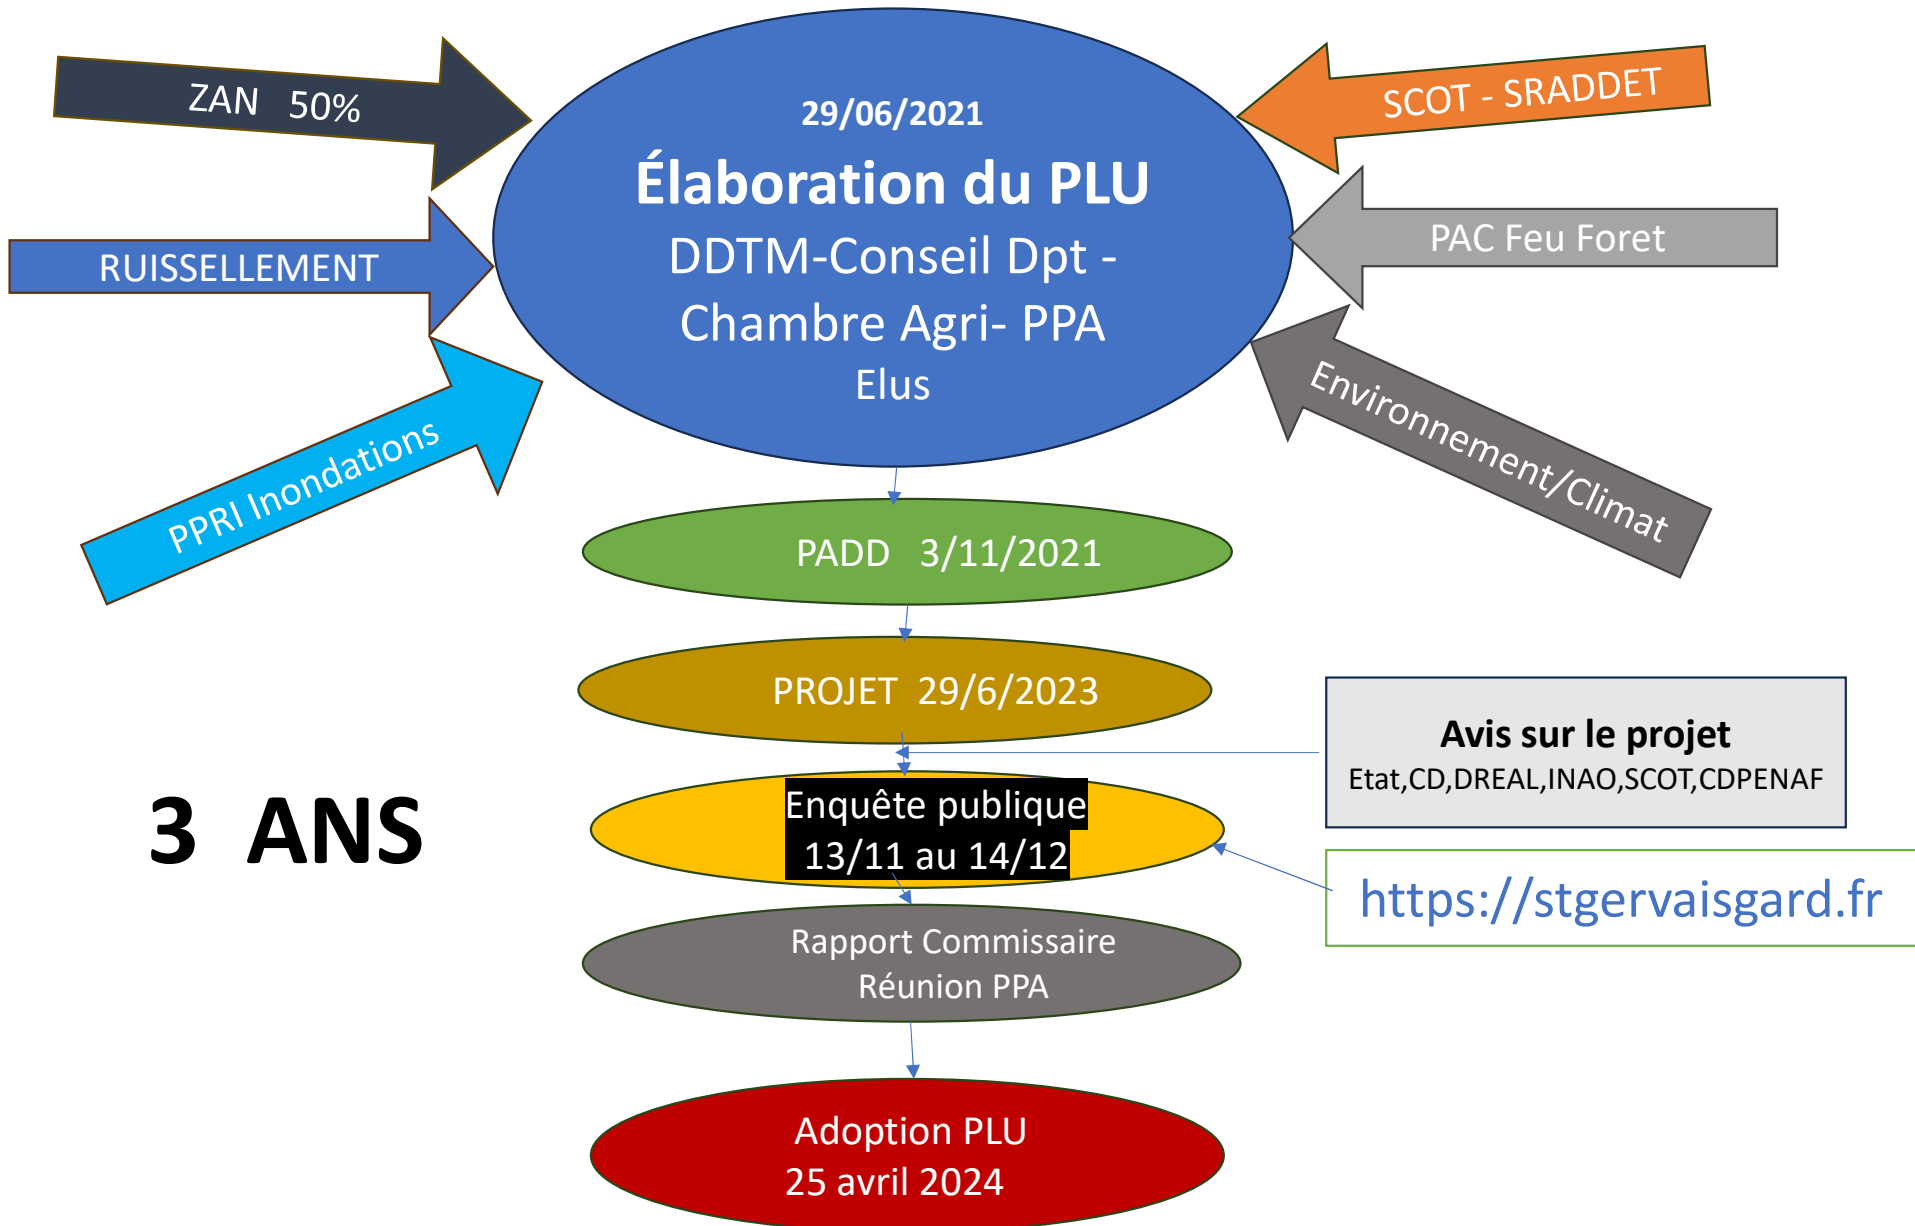 ZAN 50%
RUISSELLEMENT
PPRI Inondations
29/06/2021
Élaboration du PLU
DDTM-Conseil Dpt -
Chambre Agri- PPA
Elus
SCOT - SRADDET
PAC Feu Foret
Environnement/Climat
PADD 3/11/2021
PROJET 29/6/2023
Avis sur le projet
Etat,CD,DREAL,INAO,SCOT,CDPENAF
3 ANS
Enquête publique
13/11 au 14/12
https://stgervaisgard.fr
Rapport Commissaire
Réunion PPA
Adoption PLU
25 avril 2024